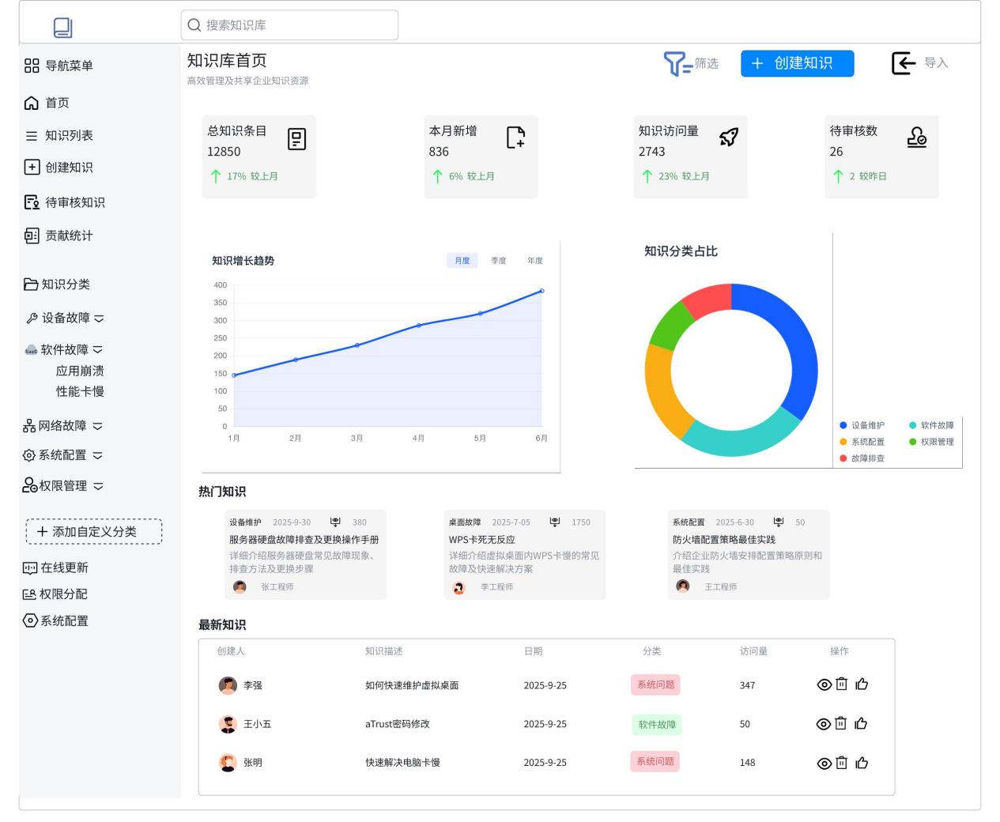 搜索知识库
导航菜单
首页
知识列表
创建知识
待审核知识
贡献统计
知识分类
设备故障
SaaS 软件故障
应用崩溃
性能卡慢
网络故障
系统配置
权限管理
添加自定义分类
在线更新
权限分配
系统配置
知识库首页
高效管理及共享企业知识资源
筛选
+ 创建知识
导入
总知识条目
12850
17% 较上月
本月新增
836
6% 较上月
知识访问量
2743
23% 较上月
待审核数
26
2 较昨日
知识增长趋势
月度 季度 年度
400
350
300
250
200
150
100
50
0
1月 2月 3月 4月 5月 6月
知识分类占比
设备维护 软件故障
系统配置 权限管理
故障排查
热门知识
设备维护 2025-9-30 380
服务器硬盘故障排查及更换操作手册
详细介绍服务器硬盘常见故障现象、
排查方法及更换步骤
张工程师
桌面故障 2025-7-05 1750
WPS卡死无反应
详细介绍虚拟桌面内WPS卡慢的常见
故障及快速解决方案
李工程师
系统配置 2025-6-30 50
防火墙配置策略最佳实践
介绍企业防火墙安排配置策略原则和
最佳实践
王工程师
最新知识
创建人 知识描述 日期 分类 访问量 操作
李强 如何快速维护虚拟桌面 2025-9-25 系统问题 347
王小五 aTrust密码修改 2025-9-25 软件故障 50
张明 快速解决电脑卡慢 2025-9-25 系统问题 148